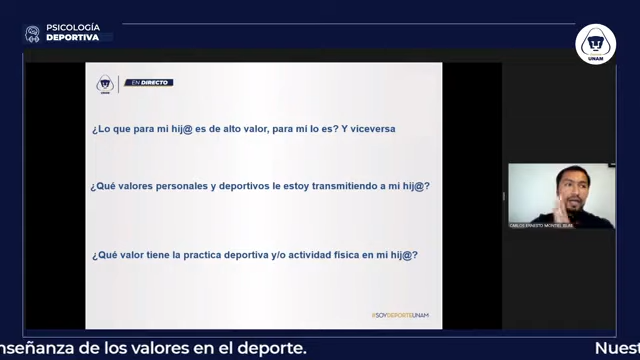 PSICOLOGÍA
DEPORTIVA
UNAM
UNAM
EN DIRECTO
¿Lo que para mi hij@ es de alto valor, para mi lo es? Y viceversa
¿Qué valores personales y deportivos le estoy transmitiendo a mi hij@?
¿Qué valor tiene la practica deportiva y/o actividad física en mi hij@?
CARLOS ERNESTO MONTIEL
#SOYDEPORTEUNAM
nseñanza de los valores en el deporte.
Nuest